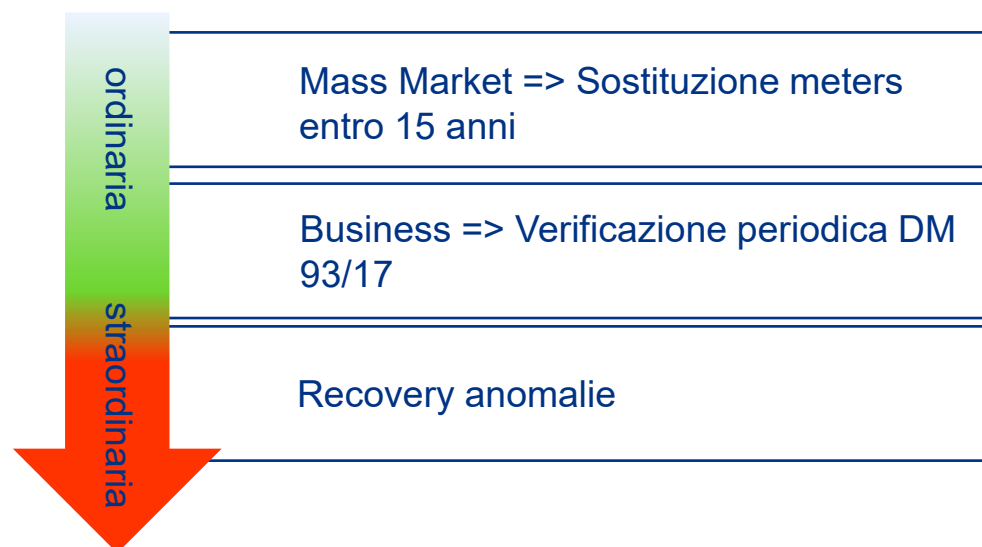 ordinaria
Mass Market => Sostituzione meters
entro 15 anni
Business => Verificazione periodica DM
93/17
straordinaria
Recovery anomalie